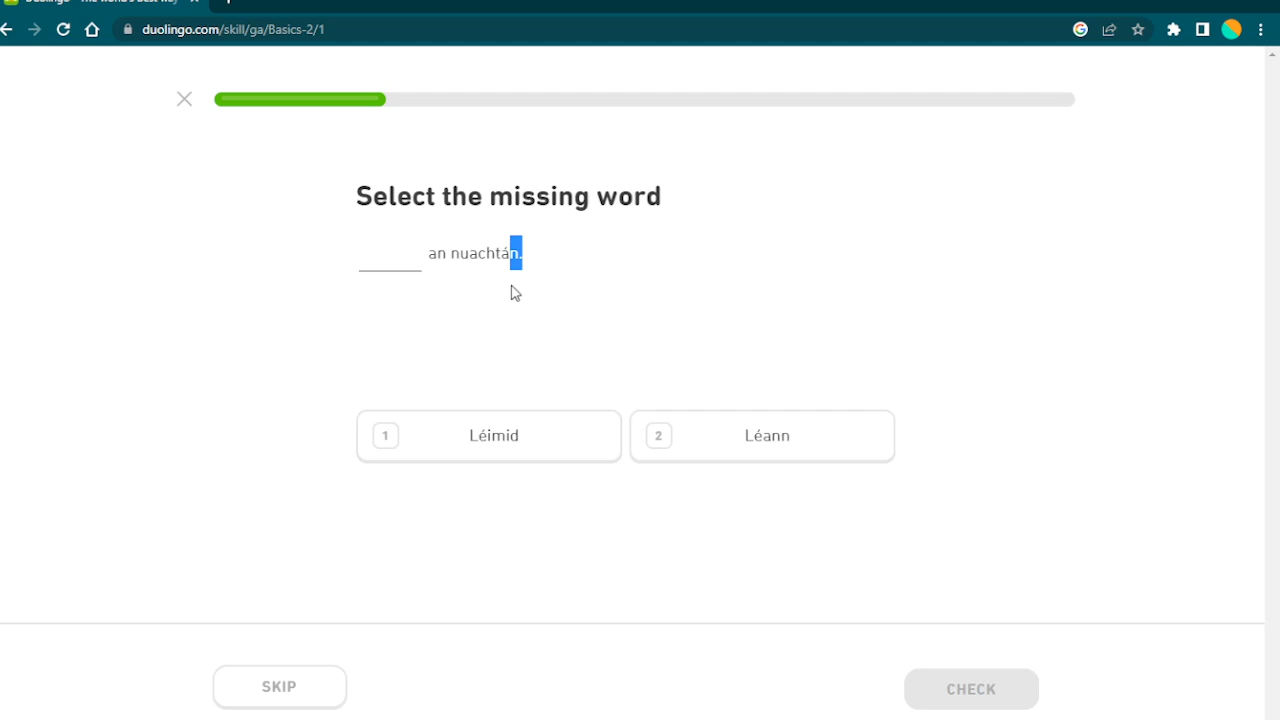 duolingo.com/skill/ga/Basics-2/1
Select the missing word
an nuachtán.
1 Léimid
2 Léann
SKIP
CHECK